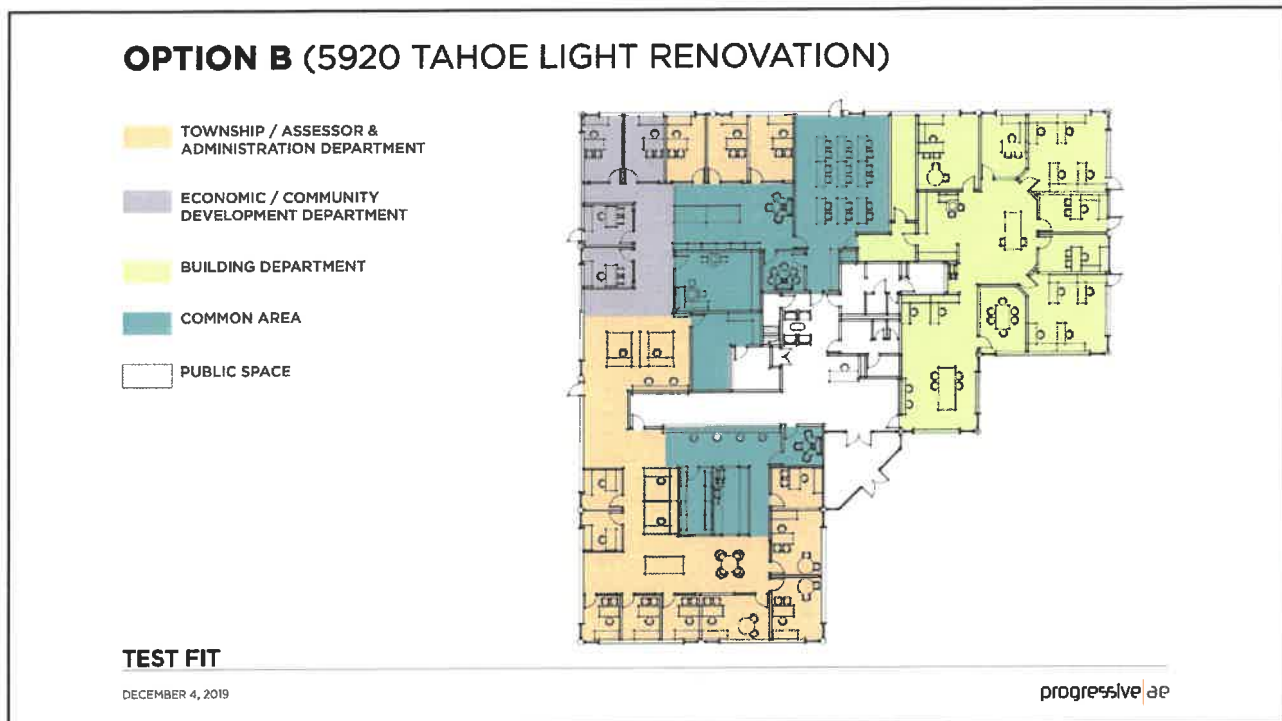 OPTION B (5920 TAHOE LIGHT RENOVATION)
TOWNSHIP / ASSESSOR &
ADMINISTRATION DEPARTMENT
ECONOMIC / COMMUNITY
DEVELOPMENT DEPARTMENT
BUILDING DEPARTMENT
COMMON AREA
PUBLIC SPACE
TEST FIT
DECEMBER 4, 2019
progressive|ae